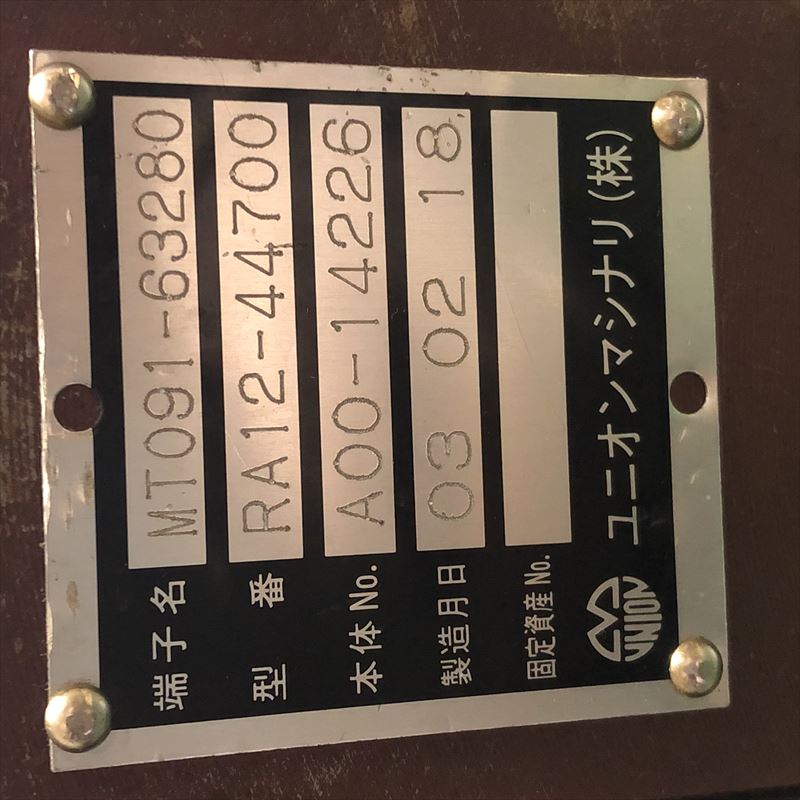 端子名 MT091-63280
型番 RA12-44700
本体No. A00-14226
製造月日 03 02 18
固定資産No.
UNION ユニオンマシナリ(株)